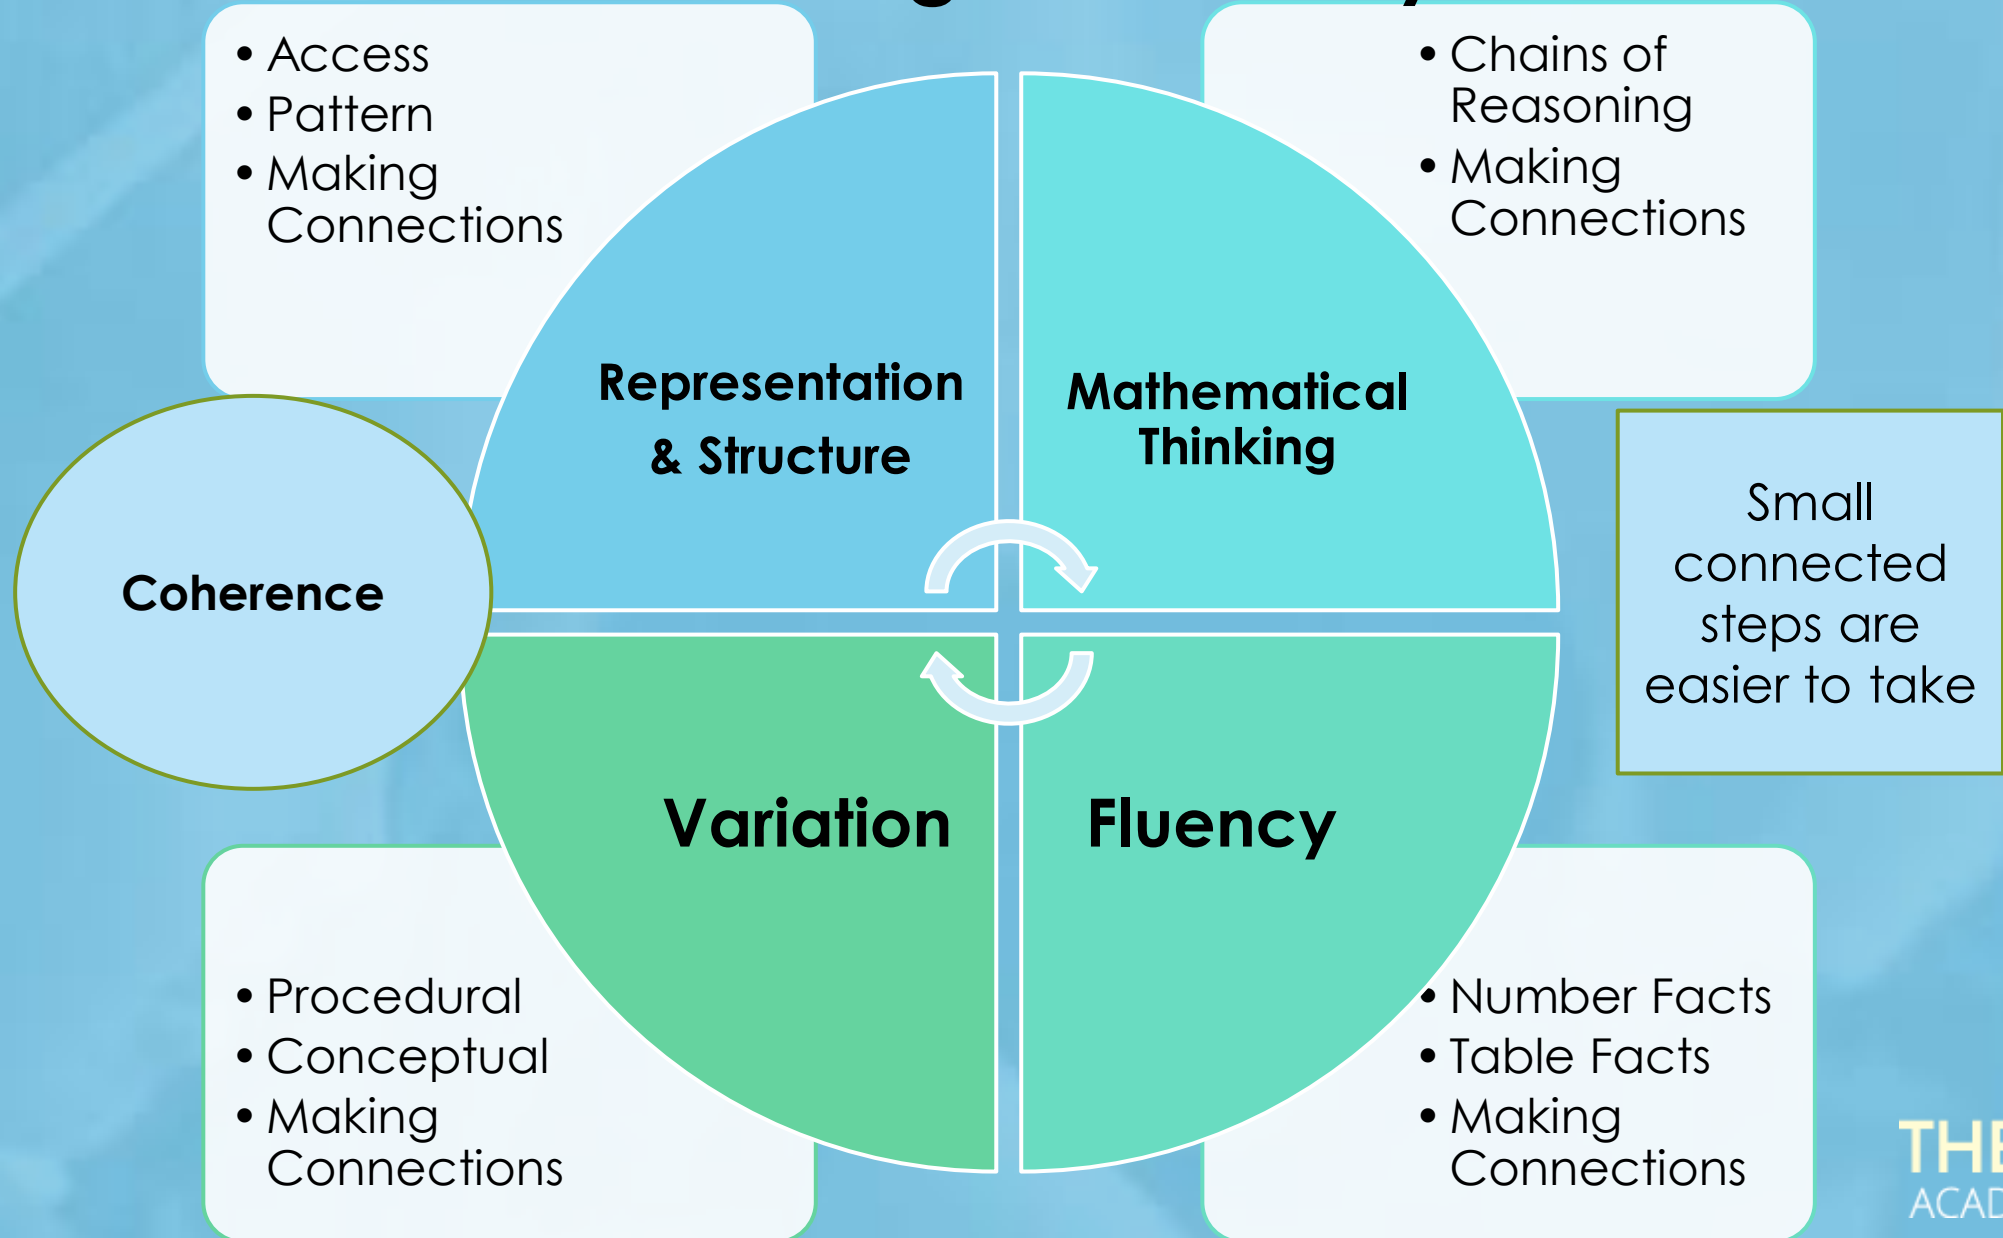 • Access
• Pattern
• Making
Connections
• Chains of
Reasoning
• Making
Connections
Representation
& Structure
Mathematical
Thinking
Coherence
Small
connected
steps are
easier to take
Variation
Fluency
• Procedural
• Conceptual
• Making
Connections
• Number Facts
• Table Facts
• Making
Connections